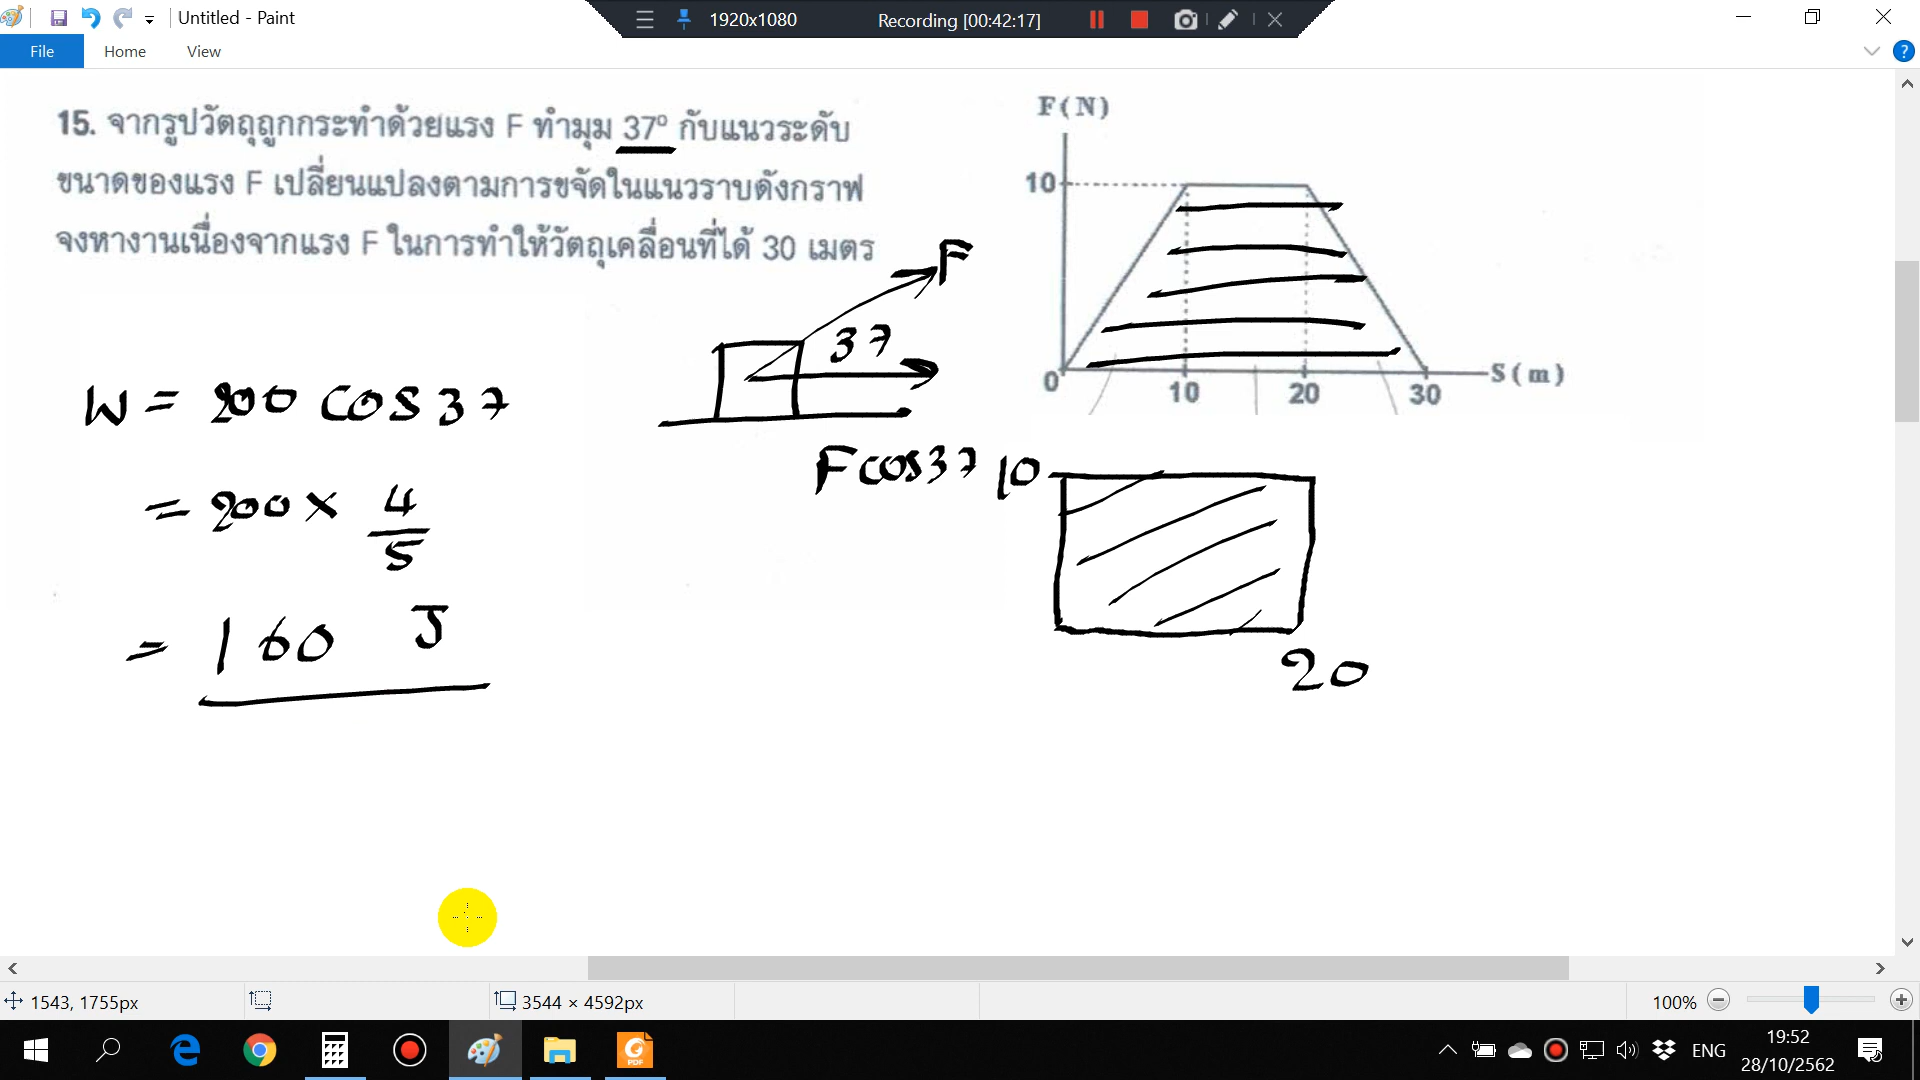 Untitled - Paint
1920x1080
Recording [00:42:17]
File
Home
View
?
15. จากรูปวัตถุถูกกระทำด้วยแรง F ทำมุม 37° กับแนวระดับ
ขนาดของแรง F เปลี่ยนแปลงตามการขจัดในแนวราบดังกราฟ
จงหางานเนื่องจากแรง F ในการทำให้วัตถุเคลื่อนที่ได้ 30 เมตร
F(N)
10
0
10
20
30
S(m)
F
37
F cos37
W = 200 cos 37
= 200 × 4/5
= 160 J
10
20
1543, 1755px
3544 × 4592px
100%
PDF
ENG
19:52
28/10/2562